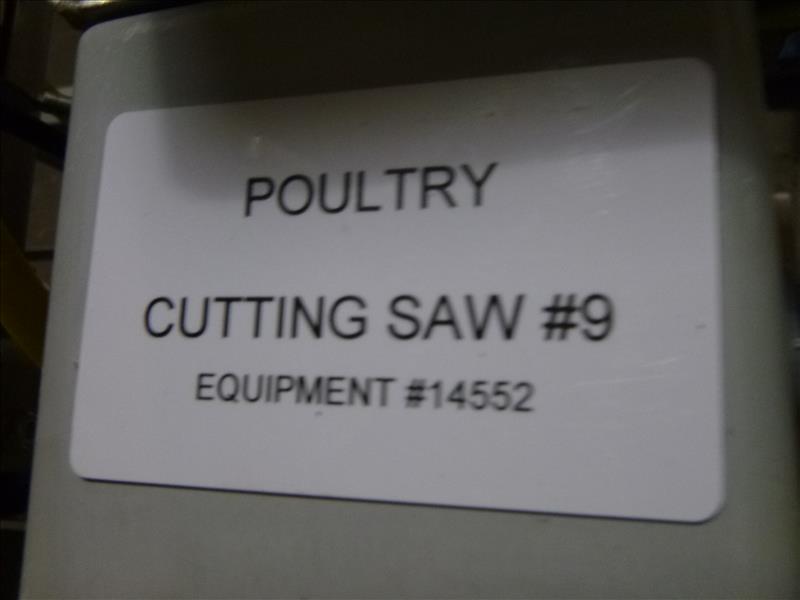 POULTRY
CUTTING SAW #9
EQUIPMENT #14552